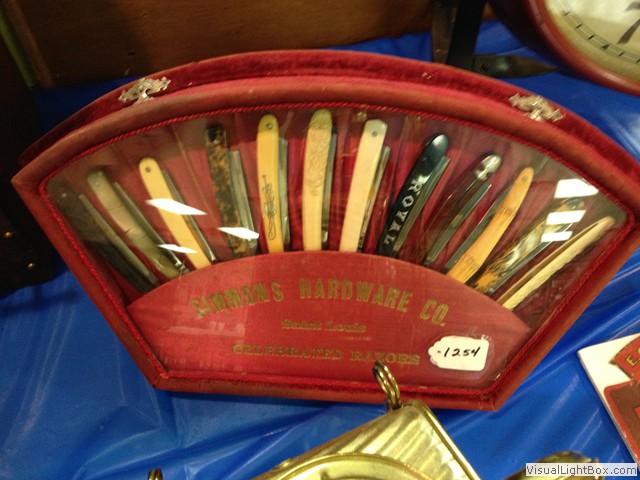 ROYAL
SIMMONS HARDWARE CO.
Saint Louis
CELEBRATED RAZORS
-1254
VisualLightBox.com